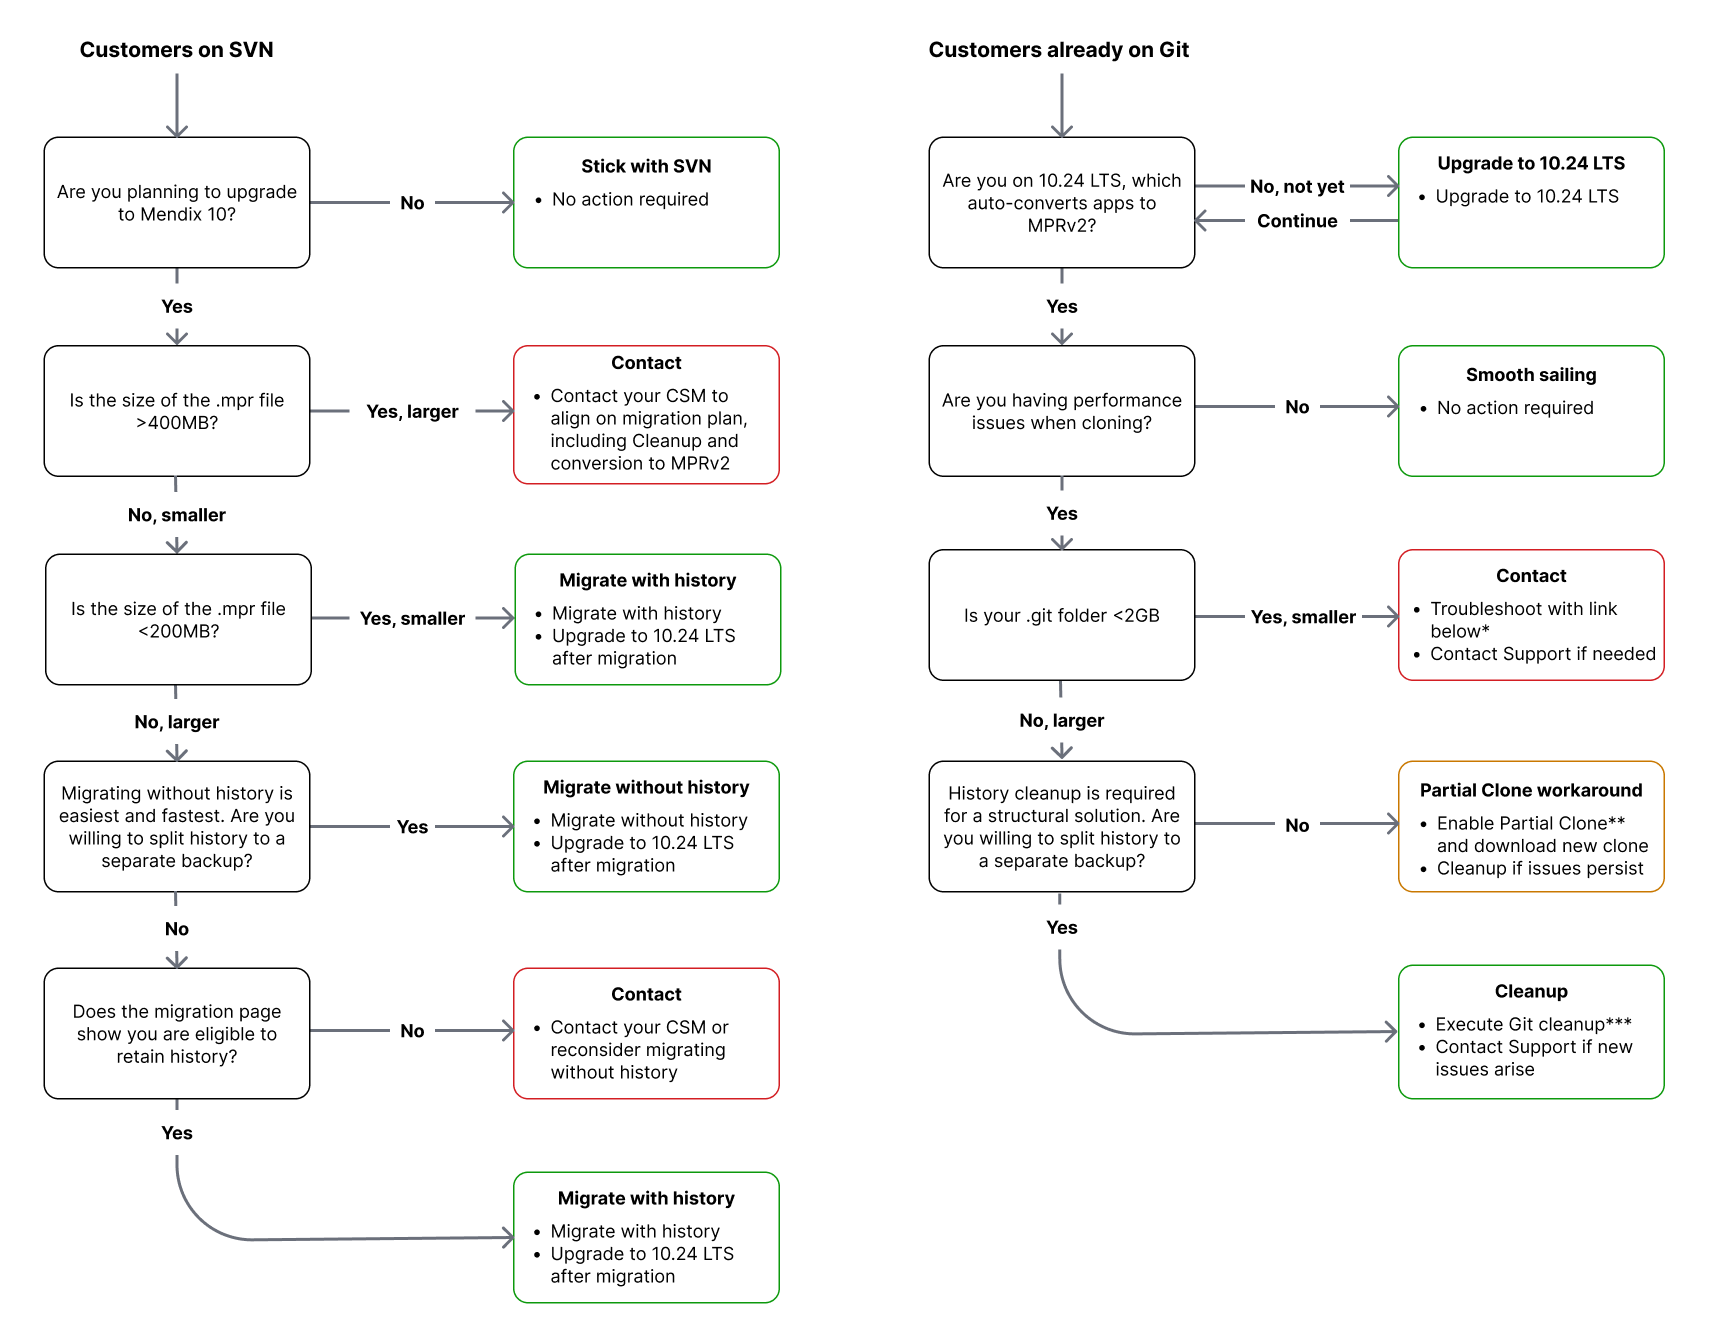 Customers on SVN
Are you planning to upgrade
to Mendix 10?
No
Stick with SVN
• No action required
Yes
Is the size of the .mpr file
>400MB?
Yes, larger
Contact
• Contact your CSM to
align on migration plan,
including Cleanup and
conversion to MPRv2
No, smaller
Is the size of the .mpr file
<200MB?
Yes, smaller
Migrate with history
• Migrate with history
• Upgrade to 10.24 LTS
after migration
No, larger
Migrating without history is
easiest and fastest. Are you
willing to split history to a
separate backup?
Yes
Migrate without history
• Migrate without history
• Upgrade to 10.24 LTS
after migration
No
Does the migration page
show you are eligible to
retain history?
No
Contact
• Contact your CSM or
reconsider migrating
without history
Yes
Migrate with history
• Migrate with history
• Upgrade to 10.24 LTS
after migration
Customers already on Git
Are you on 10.24 LTS, which
auto-converts apps to
MPRv2?
No, not yet
Continue
Upgrade to 10.24 LTS
• Upgrade to 10.24 LTS
Yes
Are you having performance
issues when cloning?
No
Smooth sailing
• No action required
Yes
Is your .git folder <2GB
Yes, smaller
Contact
• Troubleshoot with link
below*
• Contact Support if needed
No, larger
History cleanup is required
for a structural solution. Are
you willing to split history to
a separate backup?
No
Partial Clone workaround
• Enable Partial Clone**
and download new clone
• Cleanup if issues persist
Yes
Cleanup
• Execute Git cleanup***
• Contact Support if new
issues arise